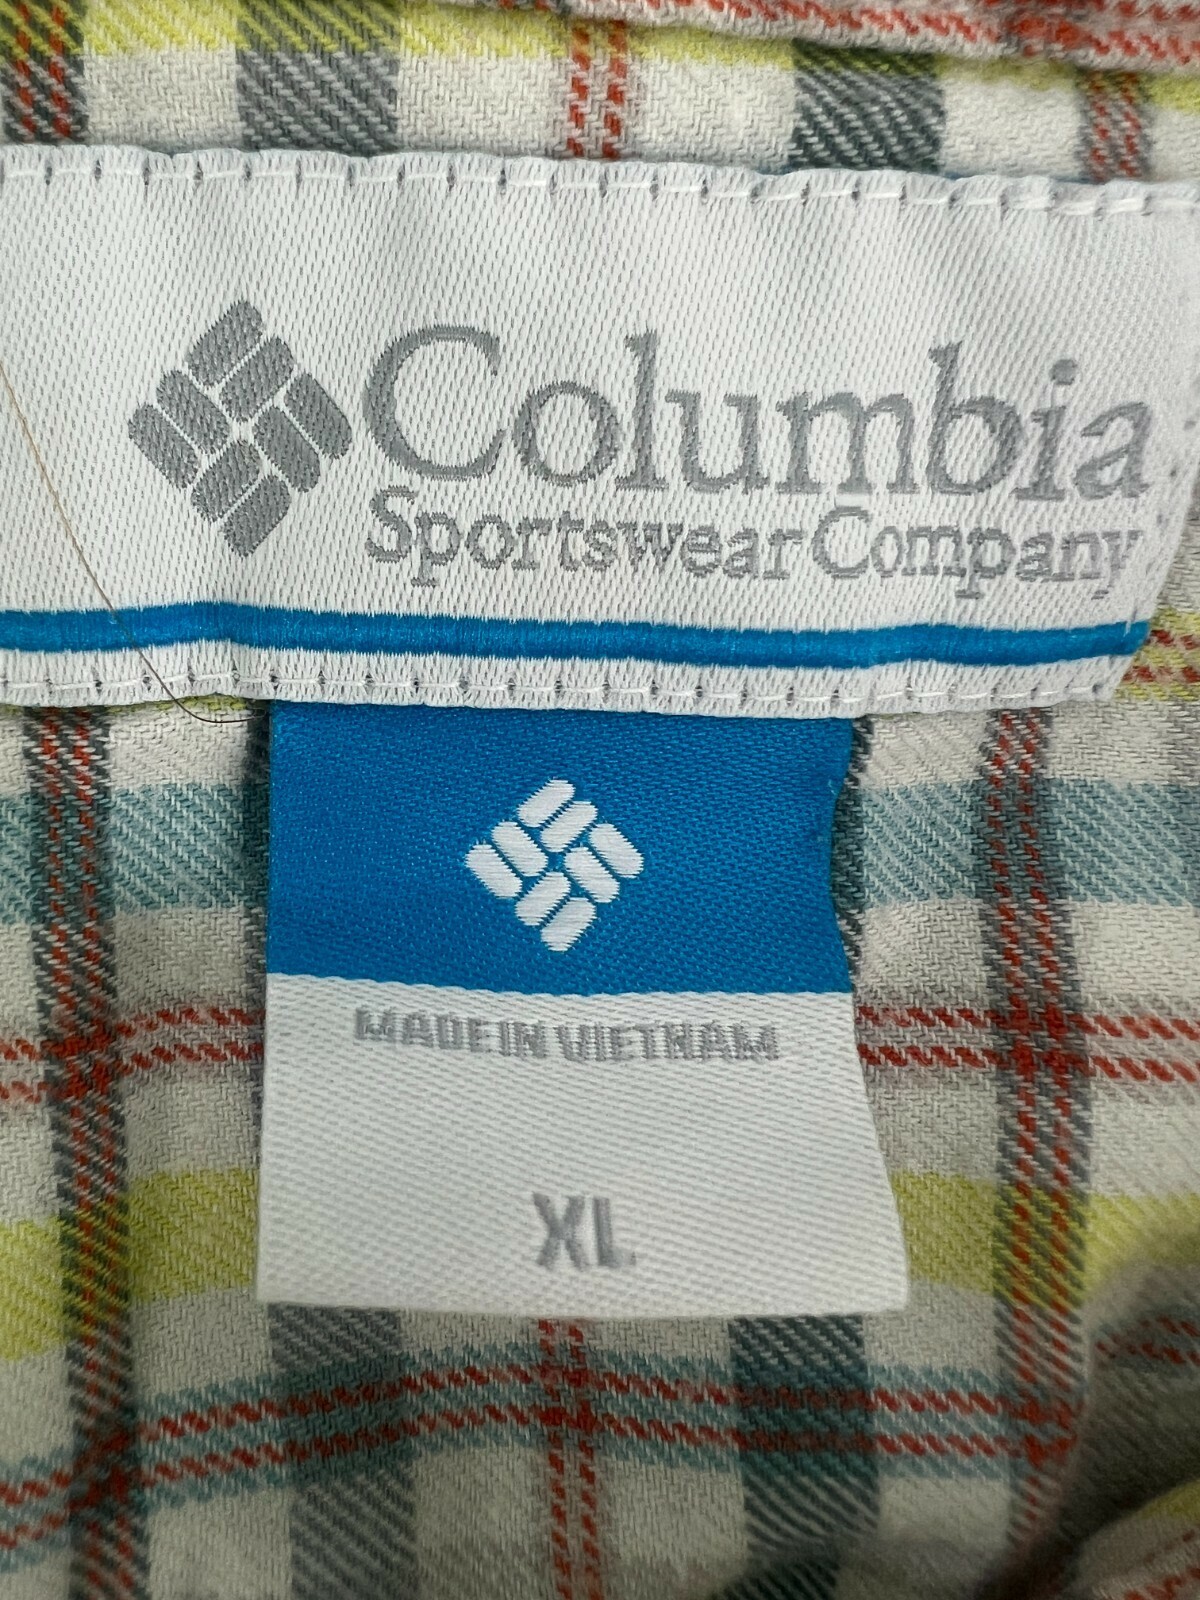 Columbia
Sportswear Company
MADE IN VIETNAM
XL